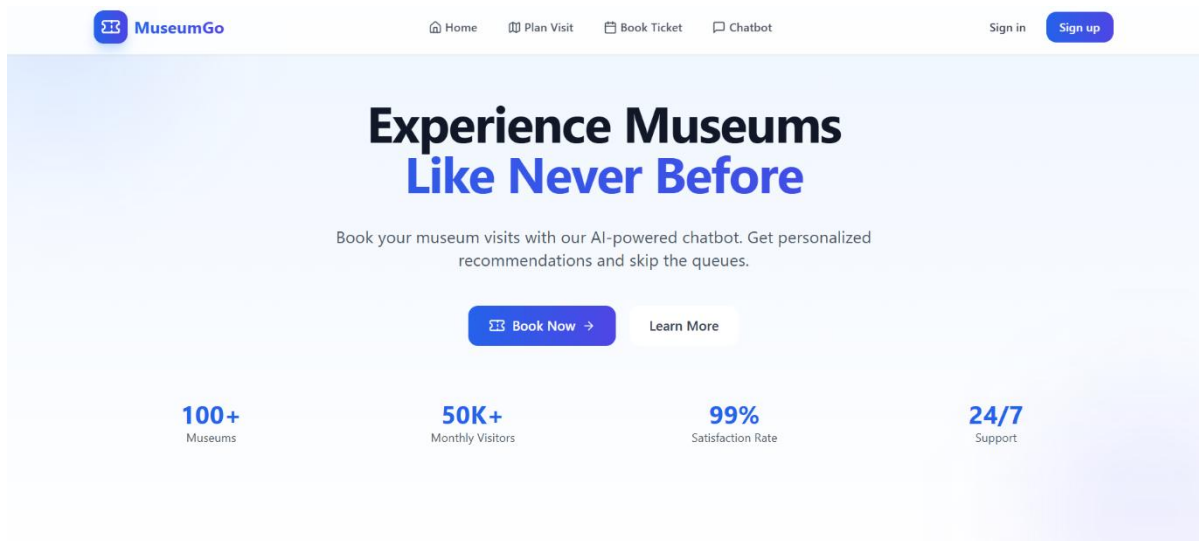 MuseumGo
Home
Plan Visit
Book Ticket
Chatbot
Sign in
Sign up
Experience Museums
Like Never Before
Book your museum visits with our AI-powered chatbot. Get personalized
recommendations and skip the queues.
Book Now →
Learn More
100+
Museums
50K+
Monthly Visitors
99%
Satisfaction Rate
24/7
Support